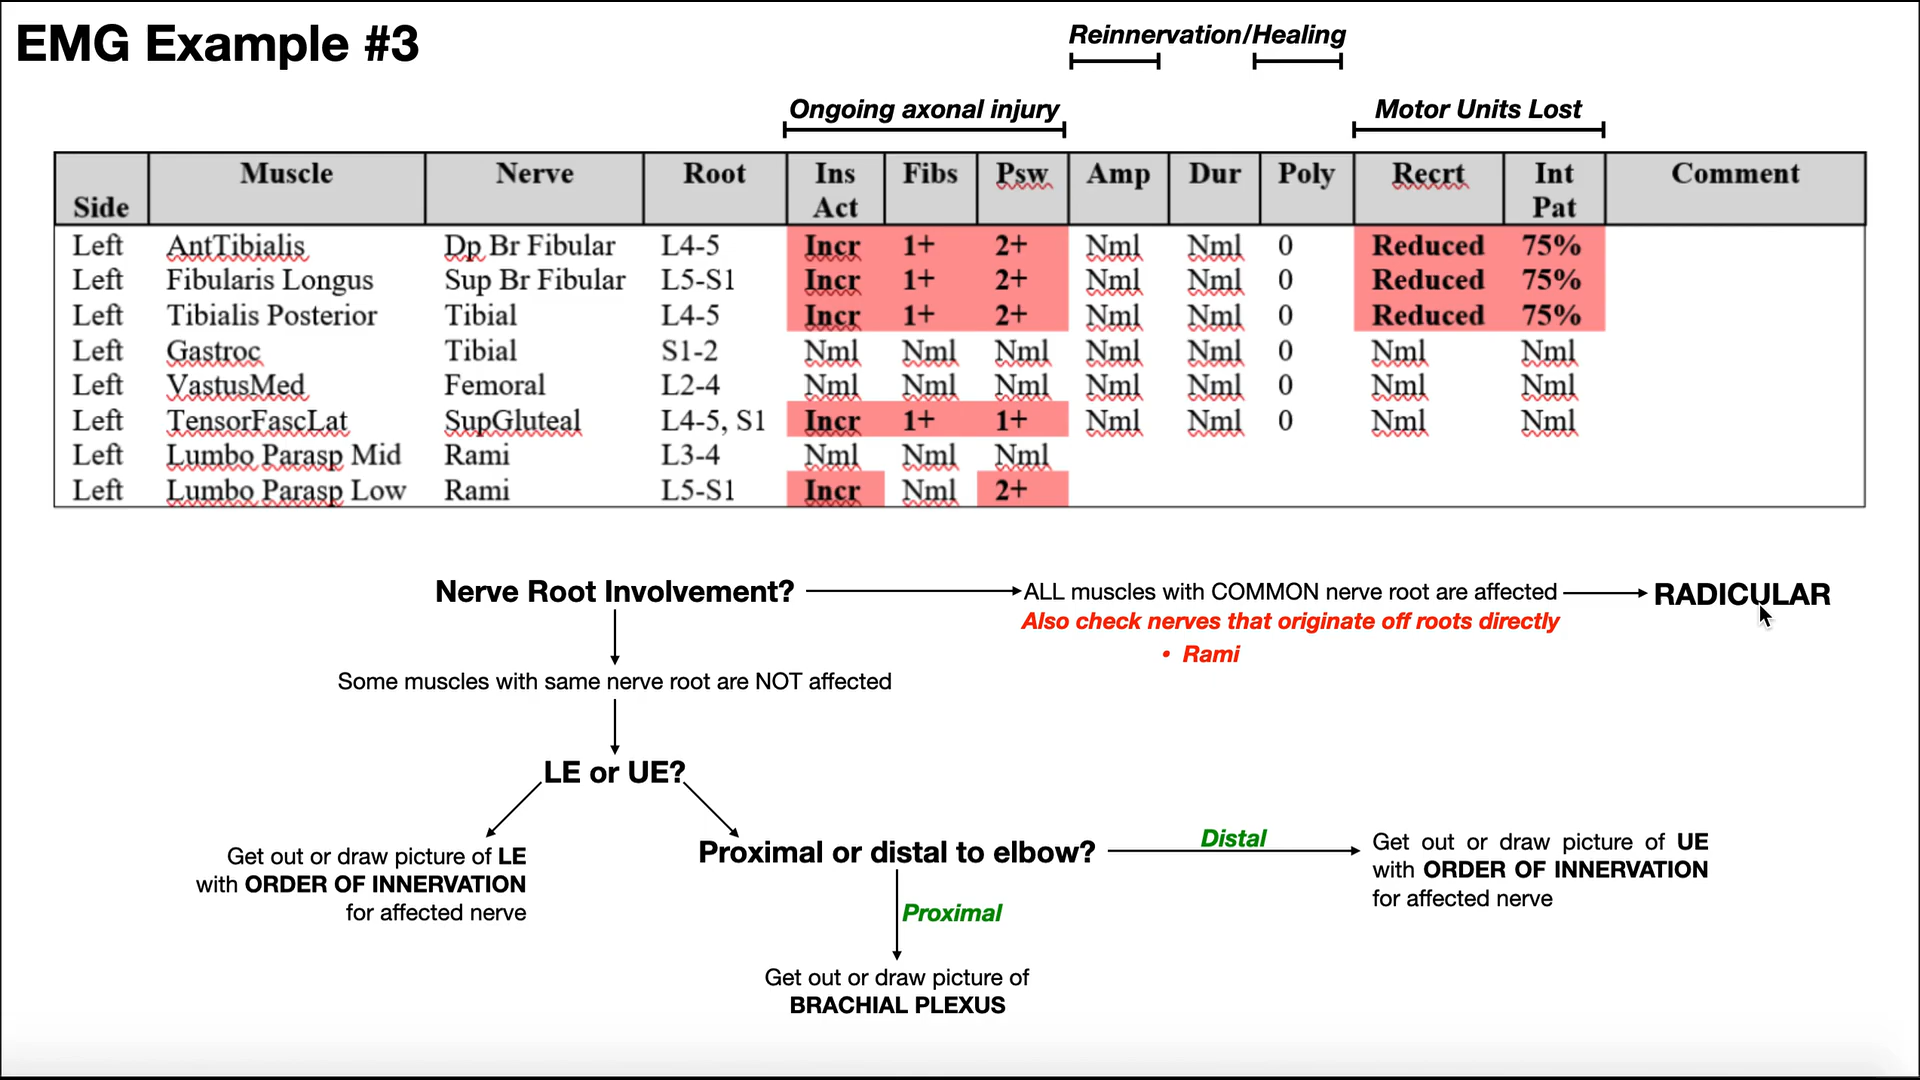 EMG Example #3
Reinnervation/Healing
Ongoing axonal injury
Motor Units Lost
Side Muscle Nerve Root Ins Act Fibs Psw Amp Dur Poly Recrt Int Pat Comment
Left AntTibialis Dp Br Fibular L4-5 Incr 1+ 2+ Nml Nml 0 Reduced 75%
Left Fibularis Longus Sup Br Fibular L5-S1 Incr 1+ 2+ Nml Nml 0 Reduced 75%
Left Tibialis Posterior Tibial L4-5 Incr 1+ 2+ Nml Nml 0 Reduced 75%
Left Gastroc Tibial S1-2 Nml Nml Nml Nml Nml 0 Nml Nml
Left VastusMed Femoral L2-4 Nml Nml Nml Nml Nml 0 Nml Nml
Left TensorFascLat SupGluteal L4-5, S1 Incr 1+ 1+ Nml Nml 0 Nml Nml
Left Lumbo Parasp Mid Rami L3-4 Nml Nml Nml
Left Lumbo Parasp Low Rami L5-S1 Incr Nml 2+
Nerve Root Involvement?
ALL muscles with COMMON nerve root are affected
RADICULAR
Also check nerves that originate off roots directly
• Rami
Some muscles with same nerve root are NOT affected
LE or UE?
Get out or draw picture of LE
with ORDER OF INNERVATION
for affected nerve
Proximal or distal to elbow?
Distal
Get out or draw picture of UE
with ORDER OF INNERVATION
for affected nerve
Proximal
Get out or draw picture of
BRACHIAL PLEXUS